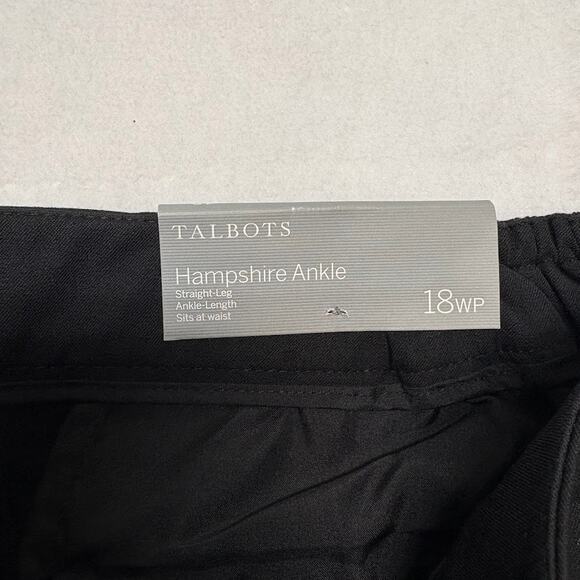 TALBOTS
Hampshire Ankle
Straight-Leg
Ankle-Length
Sits at waist
18WP